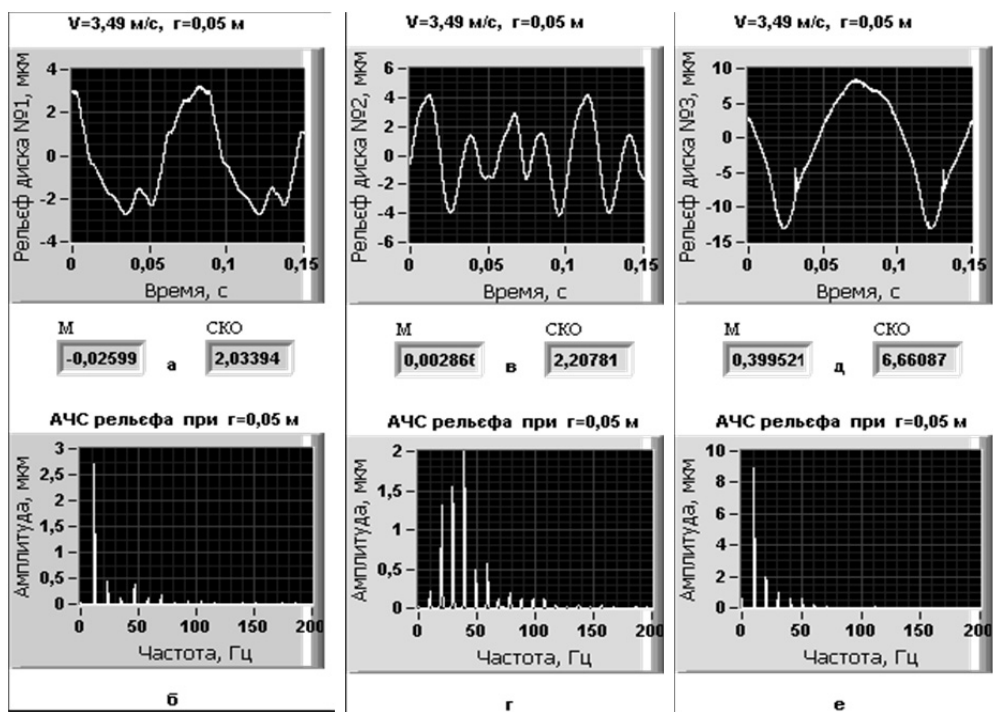 V=3,49 м/с, r=0,05 м
Рельеф диска №1, мкм
4
2
0
-2
-4
0 0,05 0,1 0,15
Время, с
М СКО
-0,02599 а 2,03394
АЧС рельєфа при r=0,05 м
Амплитуда, мкм
3
2,5
2
1,5
1
0,5
0
0 50 100 150 200
Частота, Гц
б
V=3,49 м/с, r=0,05 м
Рельєф диска №2, мкм
6
4
2
0
-2
-4
-6
0 0,05 0,1 0,15
Время, с
М СКО
0,002866 в 2,20781
АЧС рельєфа при r=0,05 м
Амплитуда, мкм
2
1,5
1
0,5
0
0 50 100 150 200
Частота, Гц
г
V=3,49 м/с, r=0,05 м
Рельєф диска №3, мкм
10
5
0
-5
-10
-15
0 0,05 0,1 0,15
Время, с
М СКО
0,399521 д 6,66087
АЧС рельєфа при r=0,05 м
Амплитуда, мкм
10
8
6
4
2
0
0 50 100 150 200
Частота, Гц
е